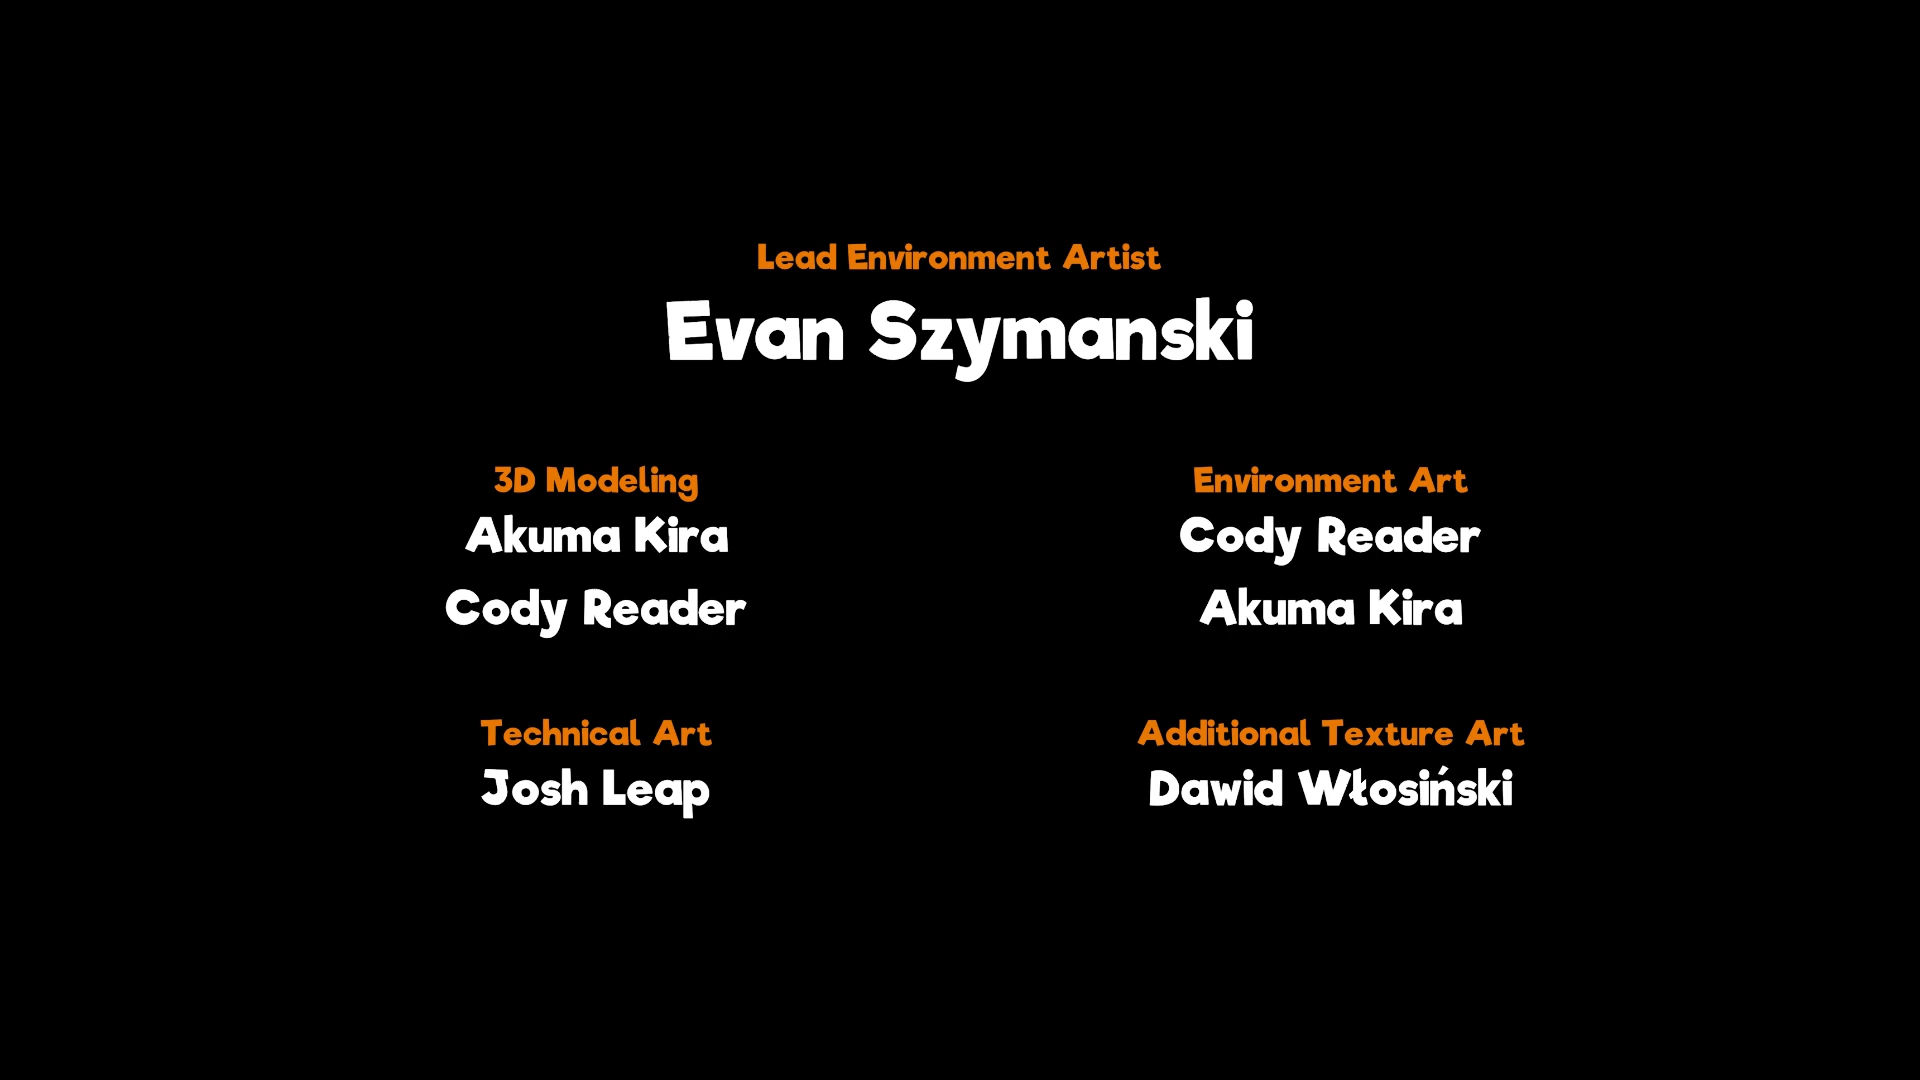 Lead Environment Artist
Evan Szymanski
3D Modeling
Akuma Kira
Cody Reader
Environment Art
Cody Reader
Akuma Kira
Technical Art
Josh Leap
Additional Texture Art
Dawid Włosiński